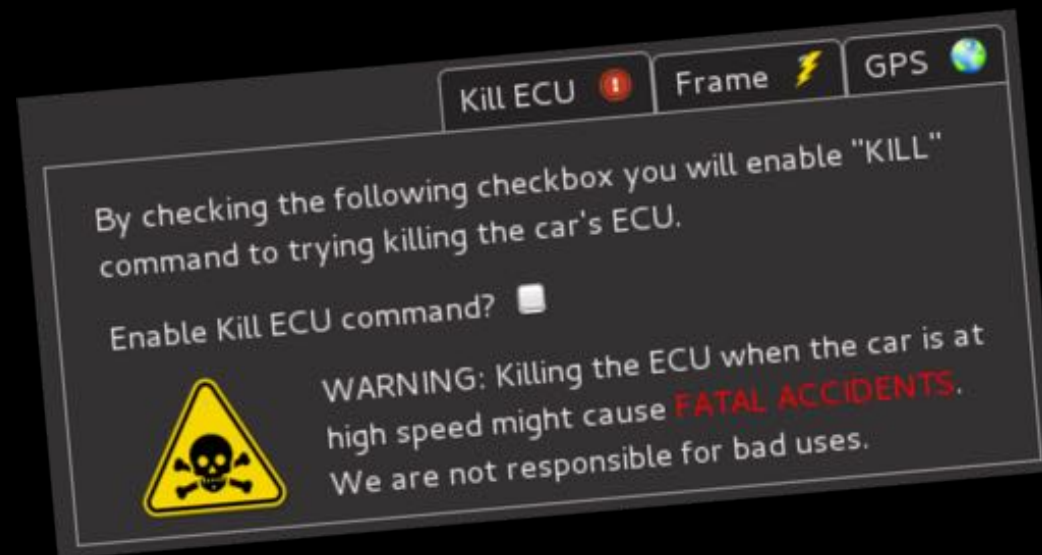 Kill ECU Frame GPS
By checking the following checkbox you will enable "KILL"
command to trying killing the car's ECU.
Enable Kill ECU command?
WARNING: Killing the ECU when the car is at
high speed might cause FATAL ACCIDENTS.
We are not responsible for bad uses.